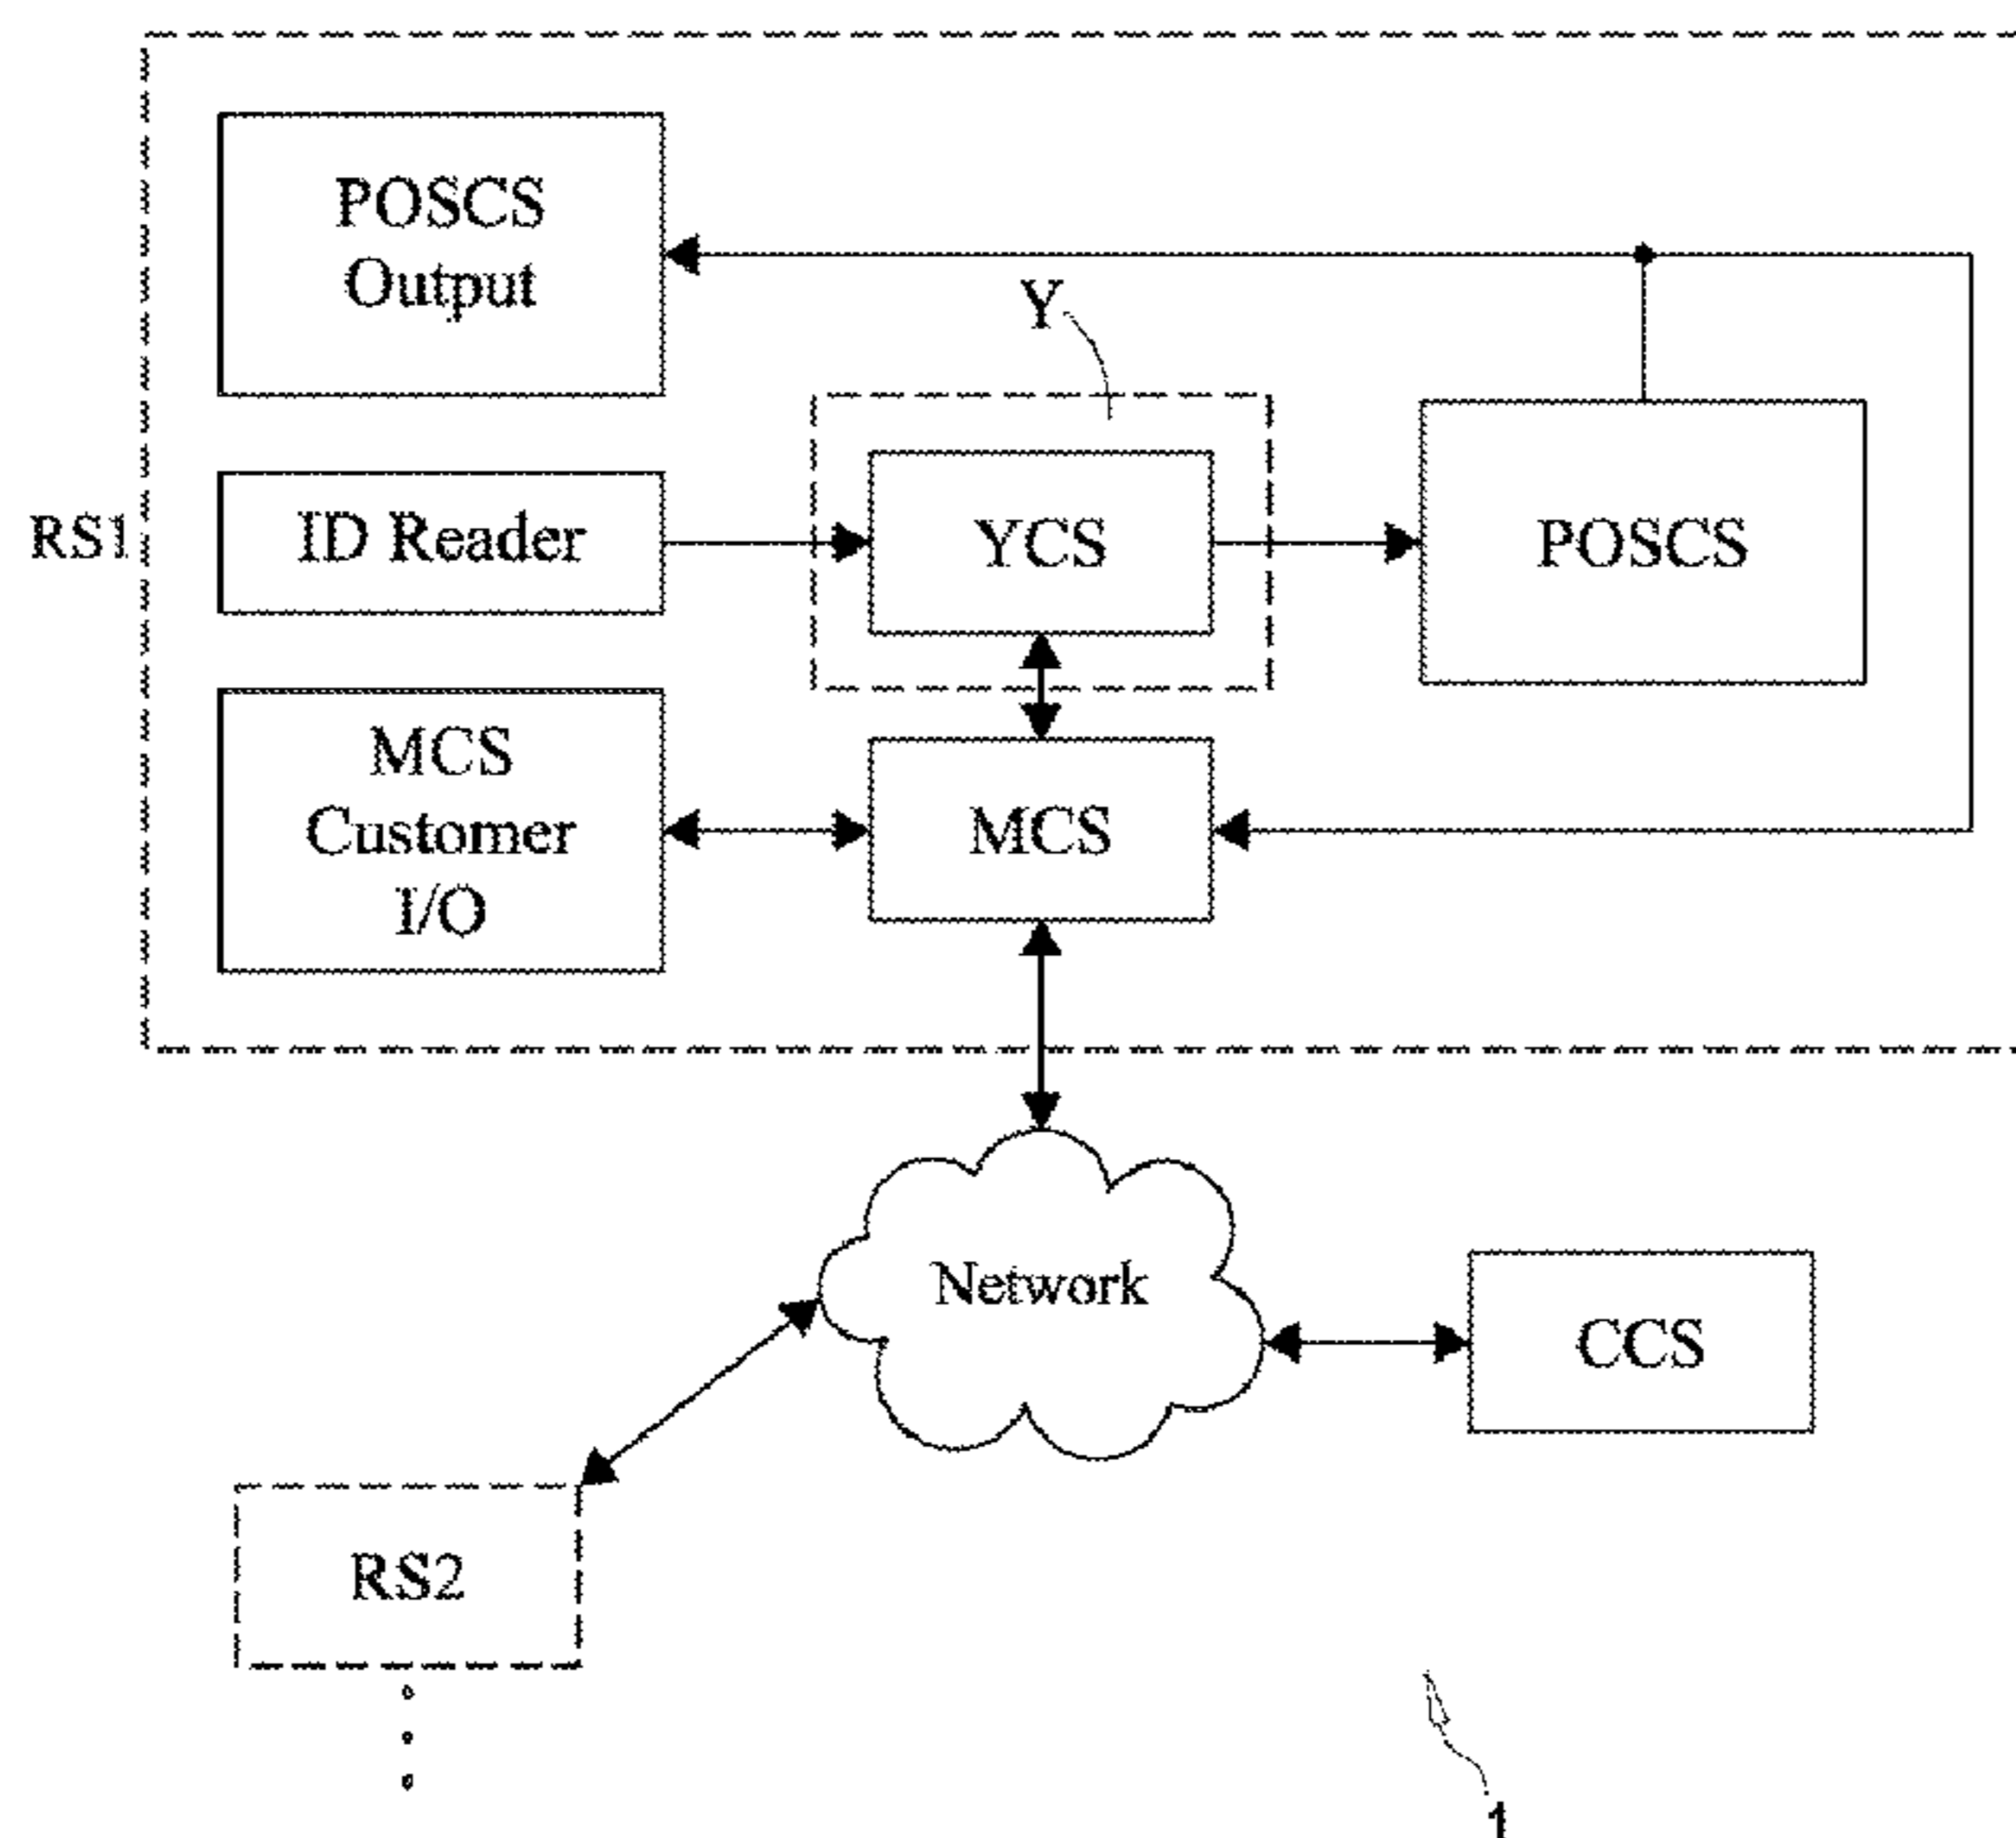 POSCS
Output
Y
RS1
ID Reader
YCS
POSCS
MCS
Customer
I/O
MCS
Network
CCS
RS2
1